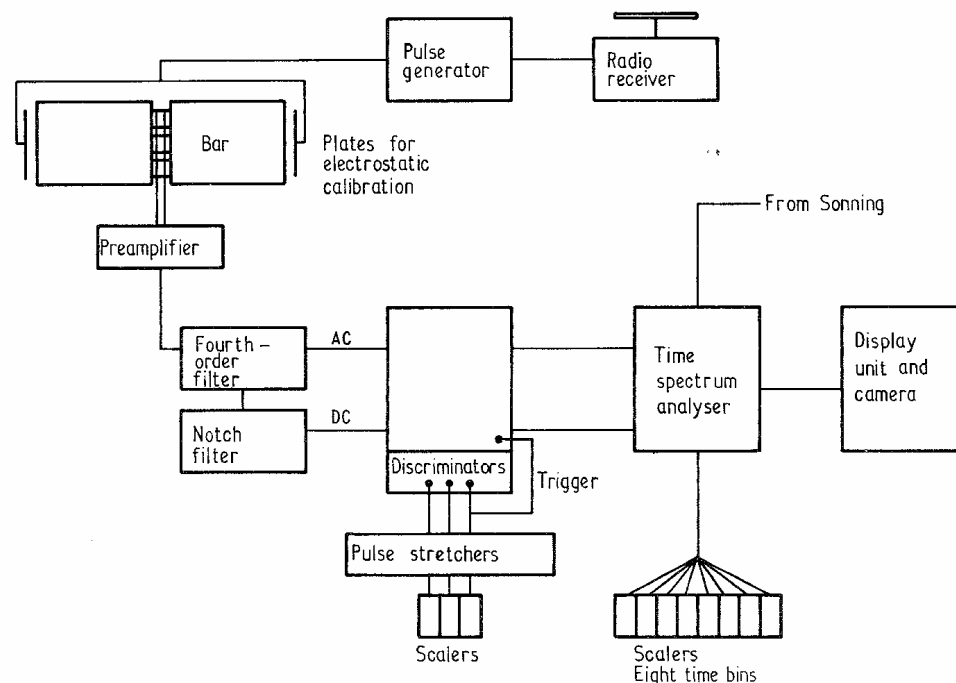 Pulse
generator
Radio
receiver
Bar
Plates for
electrostatic
calibration
From Sonning
Preamplifier
Fourth-
order
filter
AC
Time
spectrum
analyser
Display
unit and
camera
Notch
filter
DC
Discriminators
Trigger
Pulse stretchers
Scalers
Scalers
Eight time bins